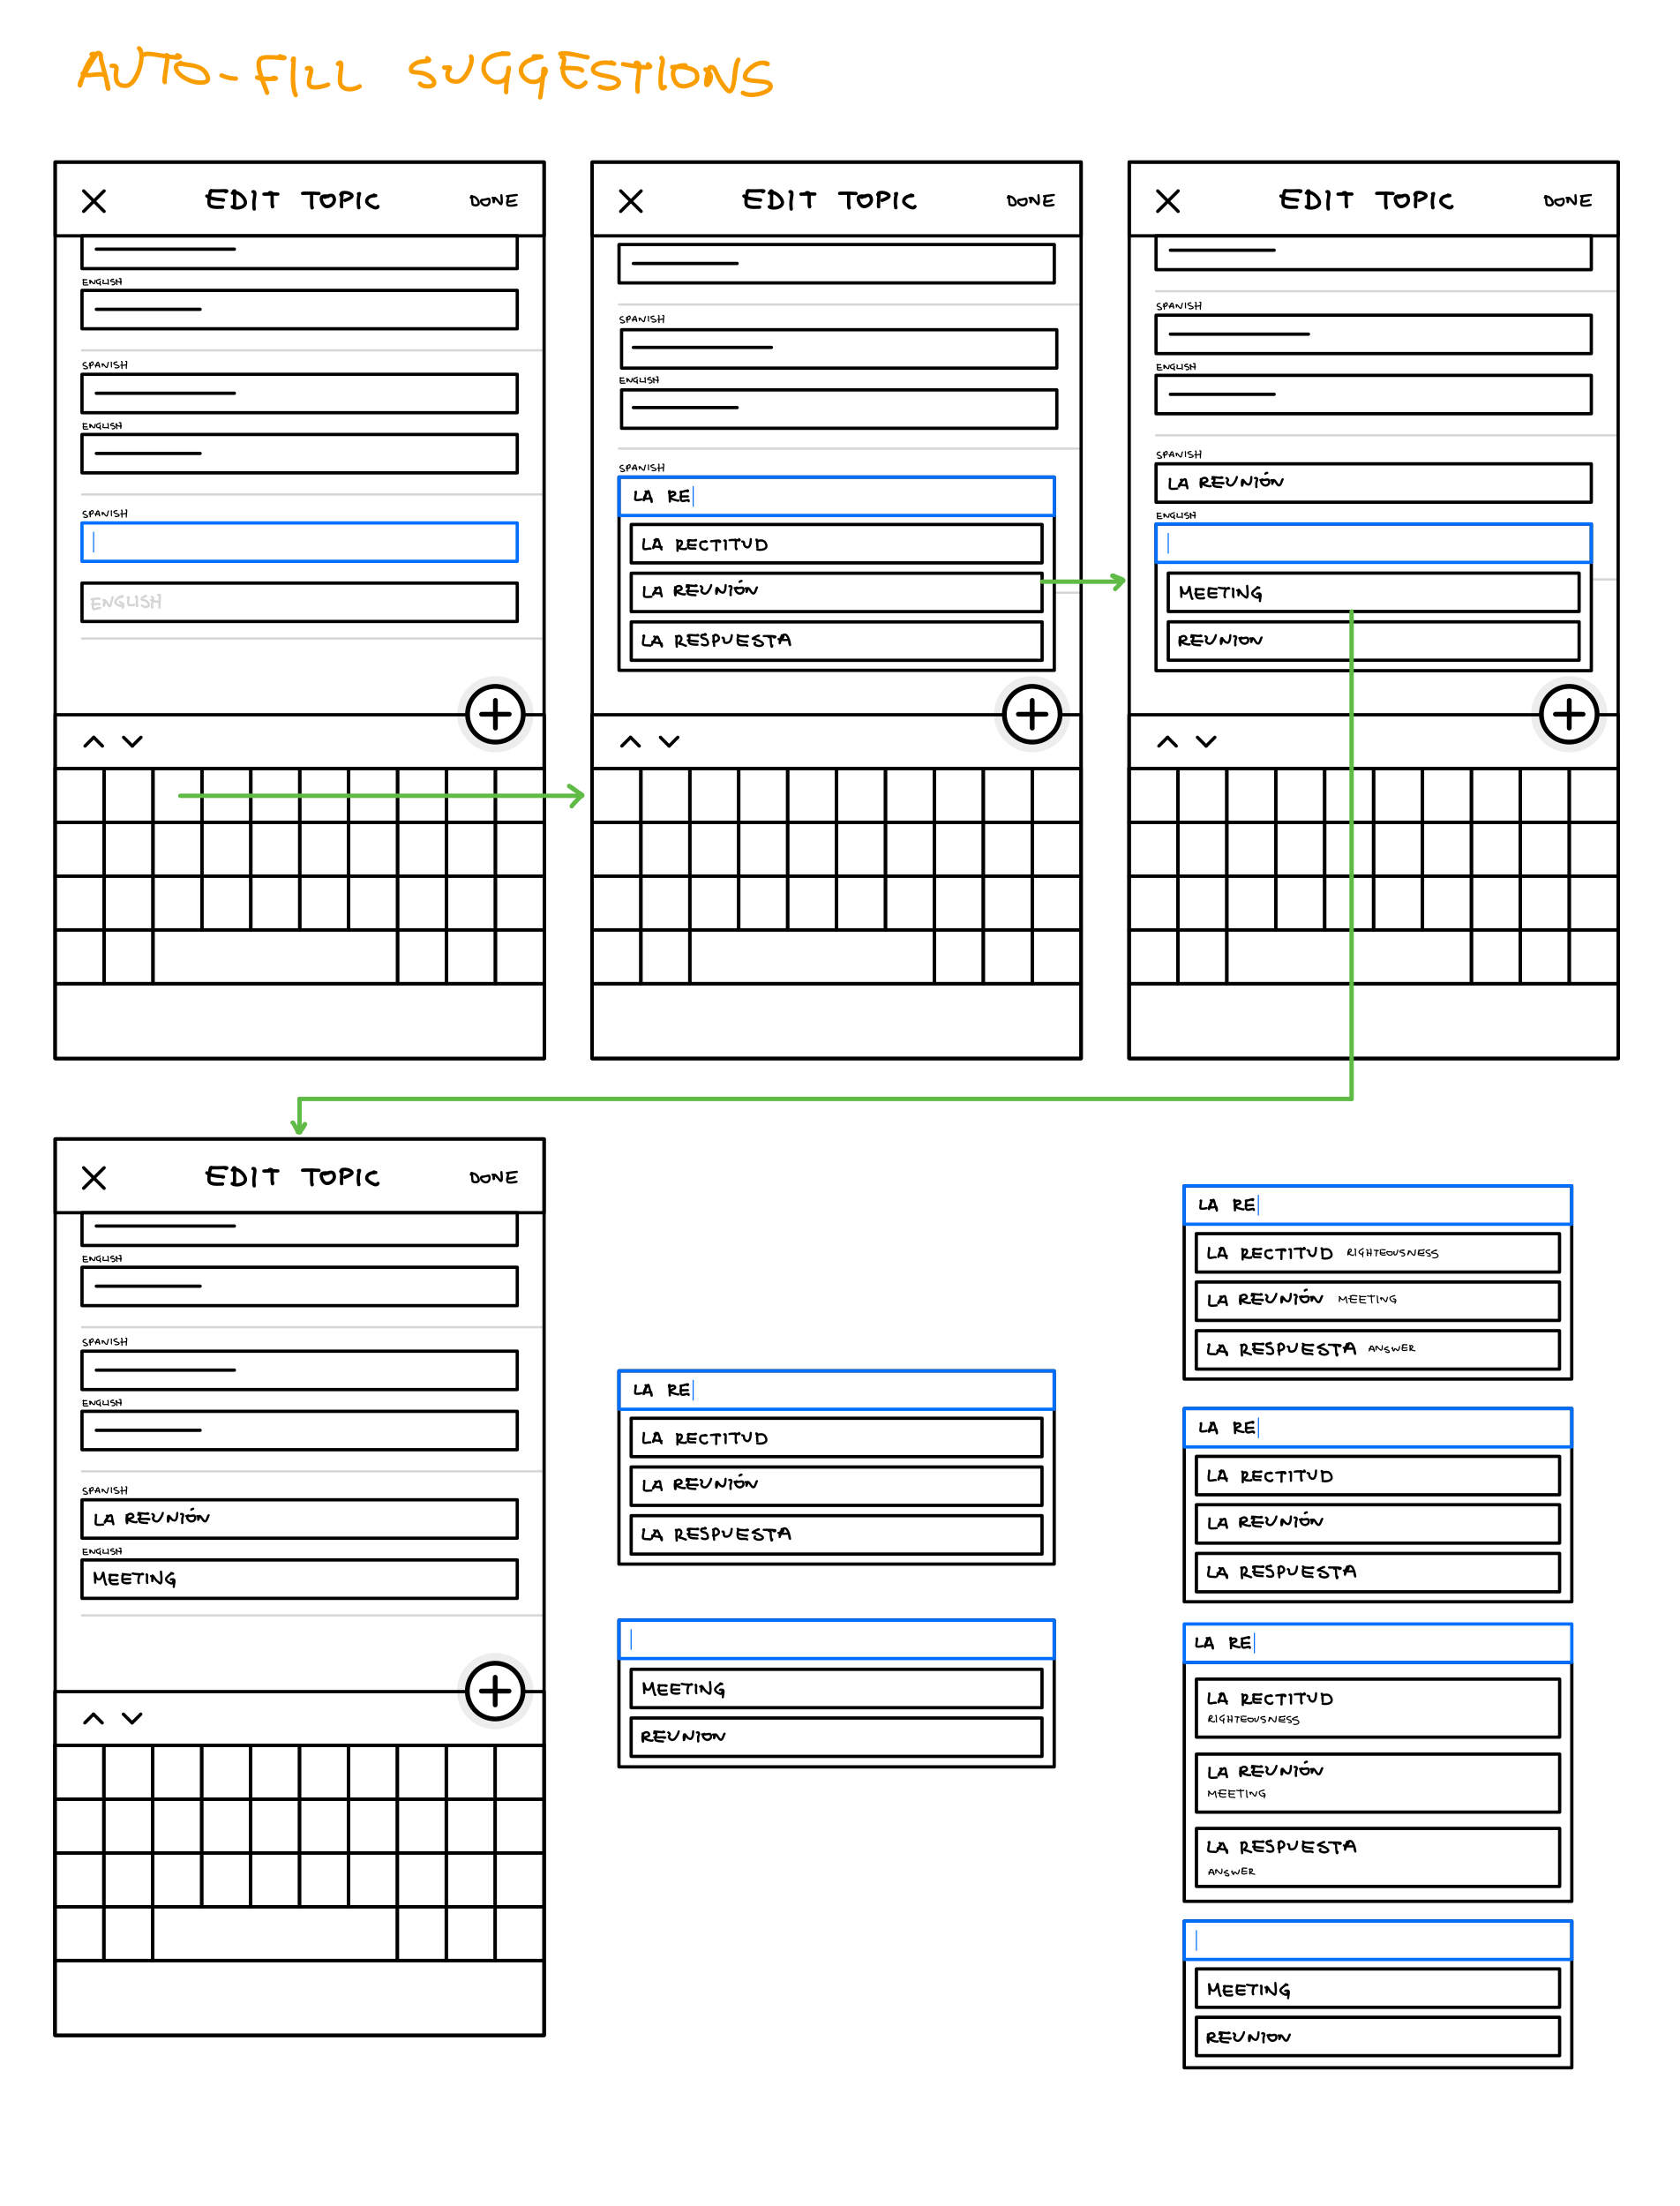 AUTO-FILL SUGGESTIONS
EDIT TOPIC
DONE
ENGLISH
SPANISH
ENGLISH
SPANISH
ENGLISH
EDIT TOPIC
DONE
SPANISH
ENGLISH
SPANISH
LA RE
LA RECTITUD
LA REUNIÓN
LA RESPUESTA
EDIT TOPIC
DONE
SPANISH
ENGLISH
SPANISH
LA REUNIÓN
ENGLISH
MEETING
REUNION
EDIT TOPIC
DONE
ENGLISH
SPANISH
ENGLISH
SPANISH
LA REUNIÓN
ENGLISH
MEETING
LA RE
LA RECTITUD
LA REUNIÓN
LA RESPUESTA
MEETING
REUNION
LA RE
LA RECTITUD RIGHTEOUSNESS
LA REUNIÓN MEETING
LA RESPUESTA ANSWER
LA RE
LA RECTITUD
LA REUNIÓN
LA RESPUESTA
LA RE
LA RECTITUD
RIGHTEOUSNESS
LA REUNIÓN
MEETING
LA RESPUESTA
ANSWER
MEETING
REUNION